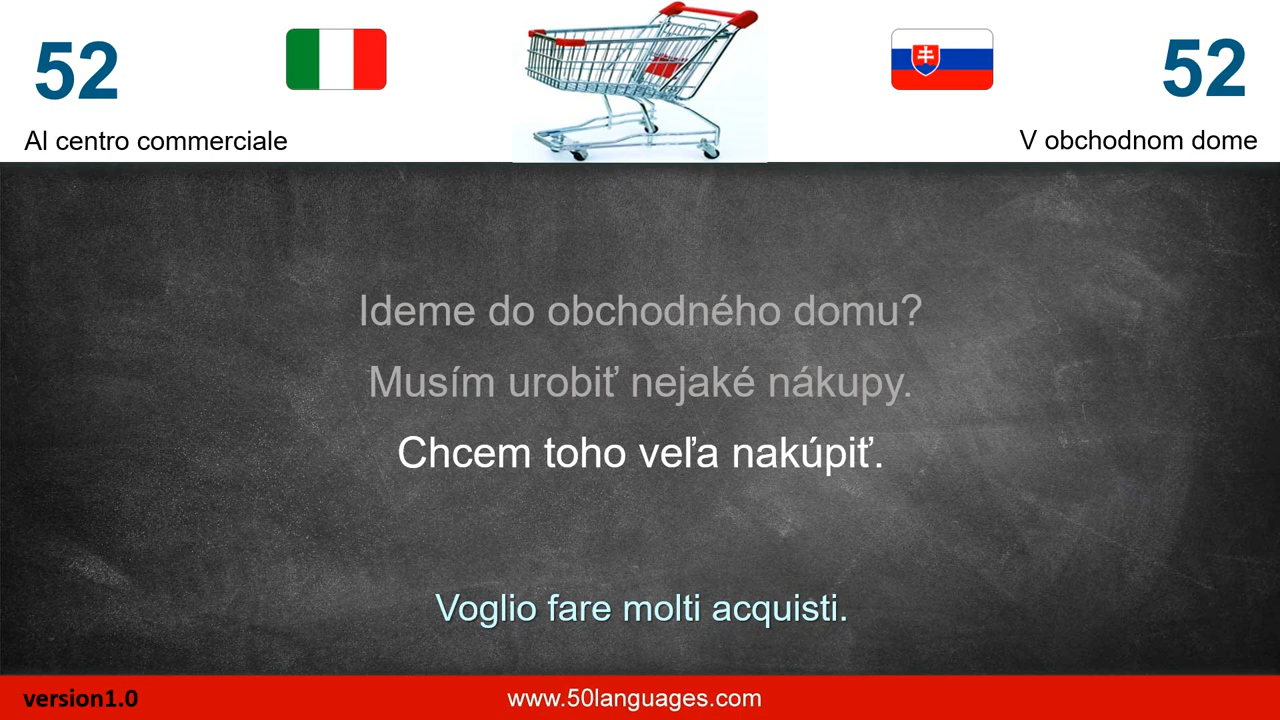 52
52
Al centro commerciale
V obchodnom dome
Ideme do obchodného domu?
Musím urobiť nejaké nákupy.
Chcem toho veľa nakúpiť.
Voglio fare molti acquisti.
version1.0
www.50languages.com